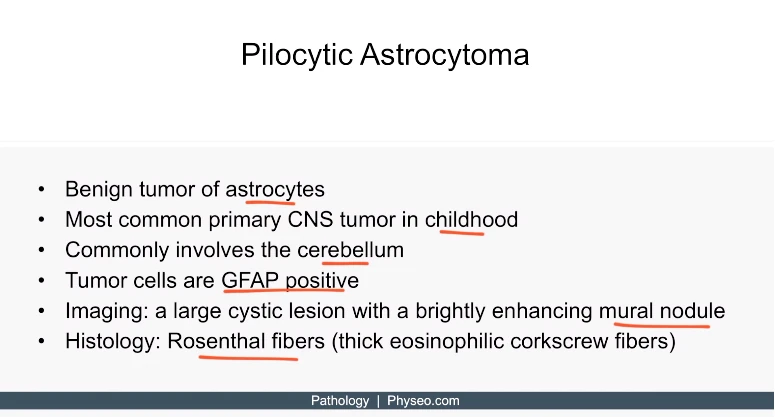 Pilocytic Astrocytoma
• Benign tumor of astrocytes
• Most common primary CNS tumor in childhood
• Commonly involves the cerebellum
• Tumor cells are GFAP positive
• Imaging: a large cystic lesion with a brightly enhancing mural nodule
• Histology: Rosenthal fibers (thick eosinophilic corkscrew fibers)
Pathology | Physeo.com